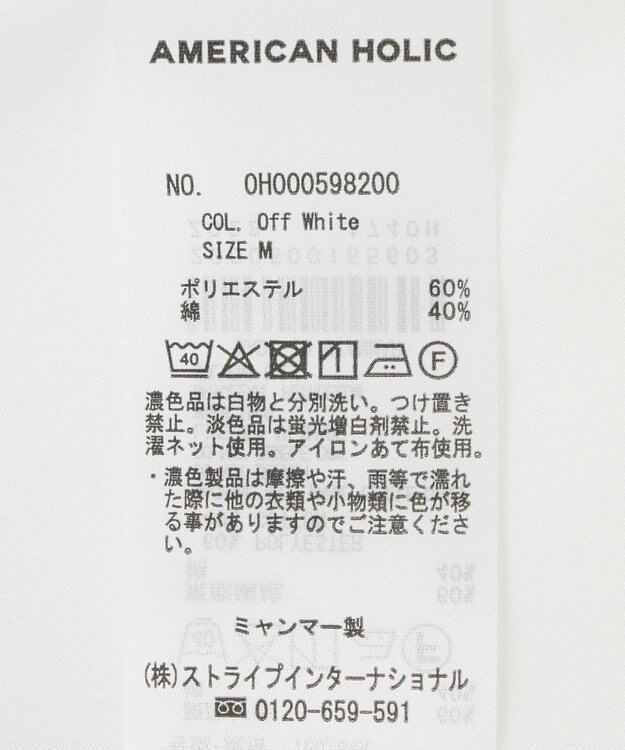 AMERICAN HOLIC
NO. 0H000598200
COL. Off White
SIZE M
ポリエステル 60%
綿 40%
40 F
濃色品は白物と分別洗い。つけ置き
禁止。淡色品は蛍光増白剤禁止。洗
濯ネット使用。アイロンあて布使用。
・濃色製品は摩擦や汗、雨等で濡れ
た際に他の衣類や小物類に色が移
る事がありますのでご注意くださ
い。
ミャンマー製
(株)ストライプインターナショナル
0120-659-591